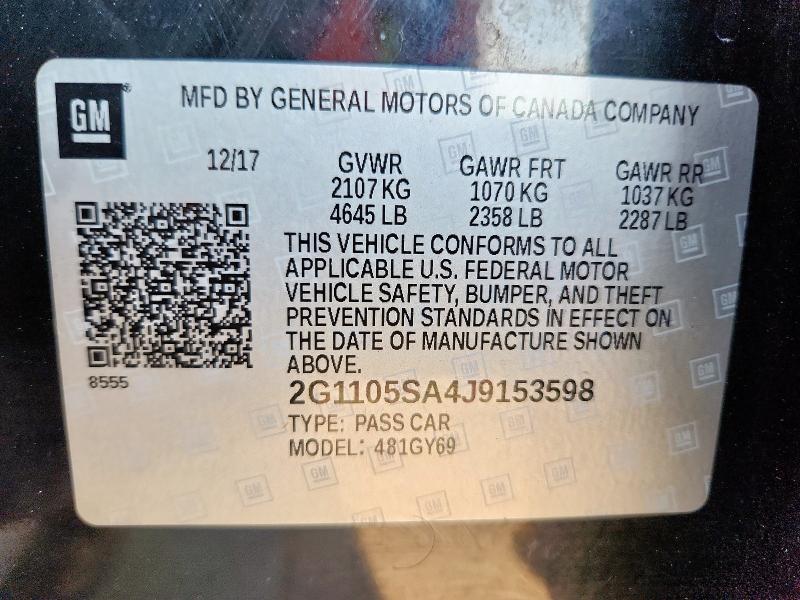 GM
MFD BY GENERAL MOTORS OF CANADA COMPANY
12/17
GVWR GAWR FRT GAWR RR
2107 KG 1070 KG 1037 KG
4645 LB 2358 LB 2287 LB
THIS VEHICLE CONFORMS TO ALL
APPLICABLE U.S. FEDERAL MOTOR
VEHICLE SAFETY, BUMPER, AND THEFT
PREVENTION STANDARDS IN EFFECT ON
THE DATE OF MANUFACTURE SHOWN
ABOVE.
8555
2G1105SA4J9153598
TYPE: PASS CAR
MODEL: 481GY69